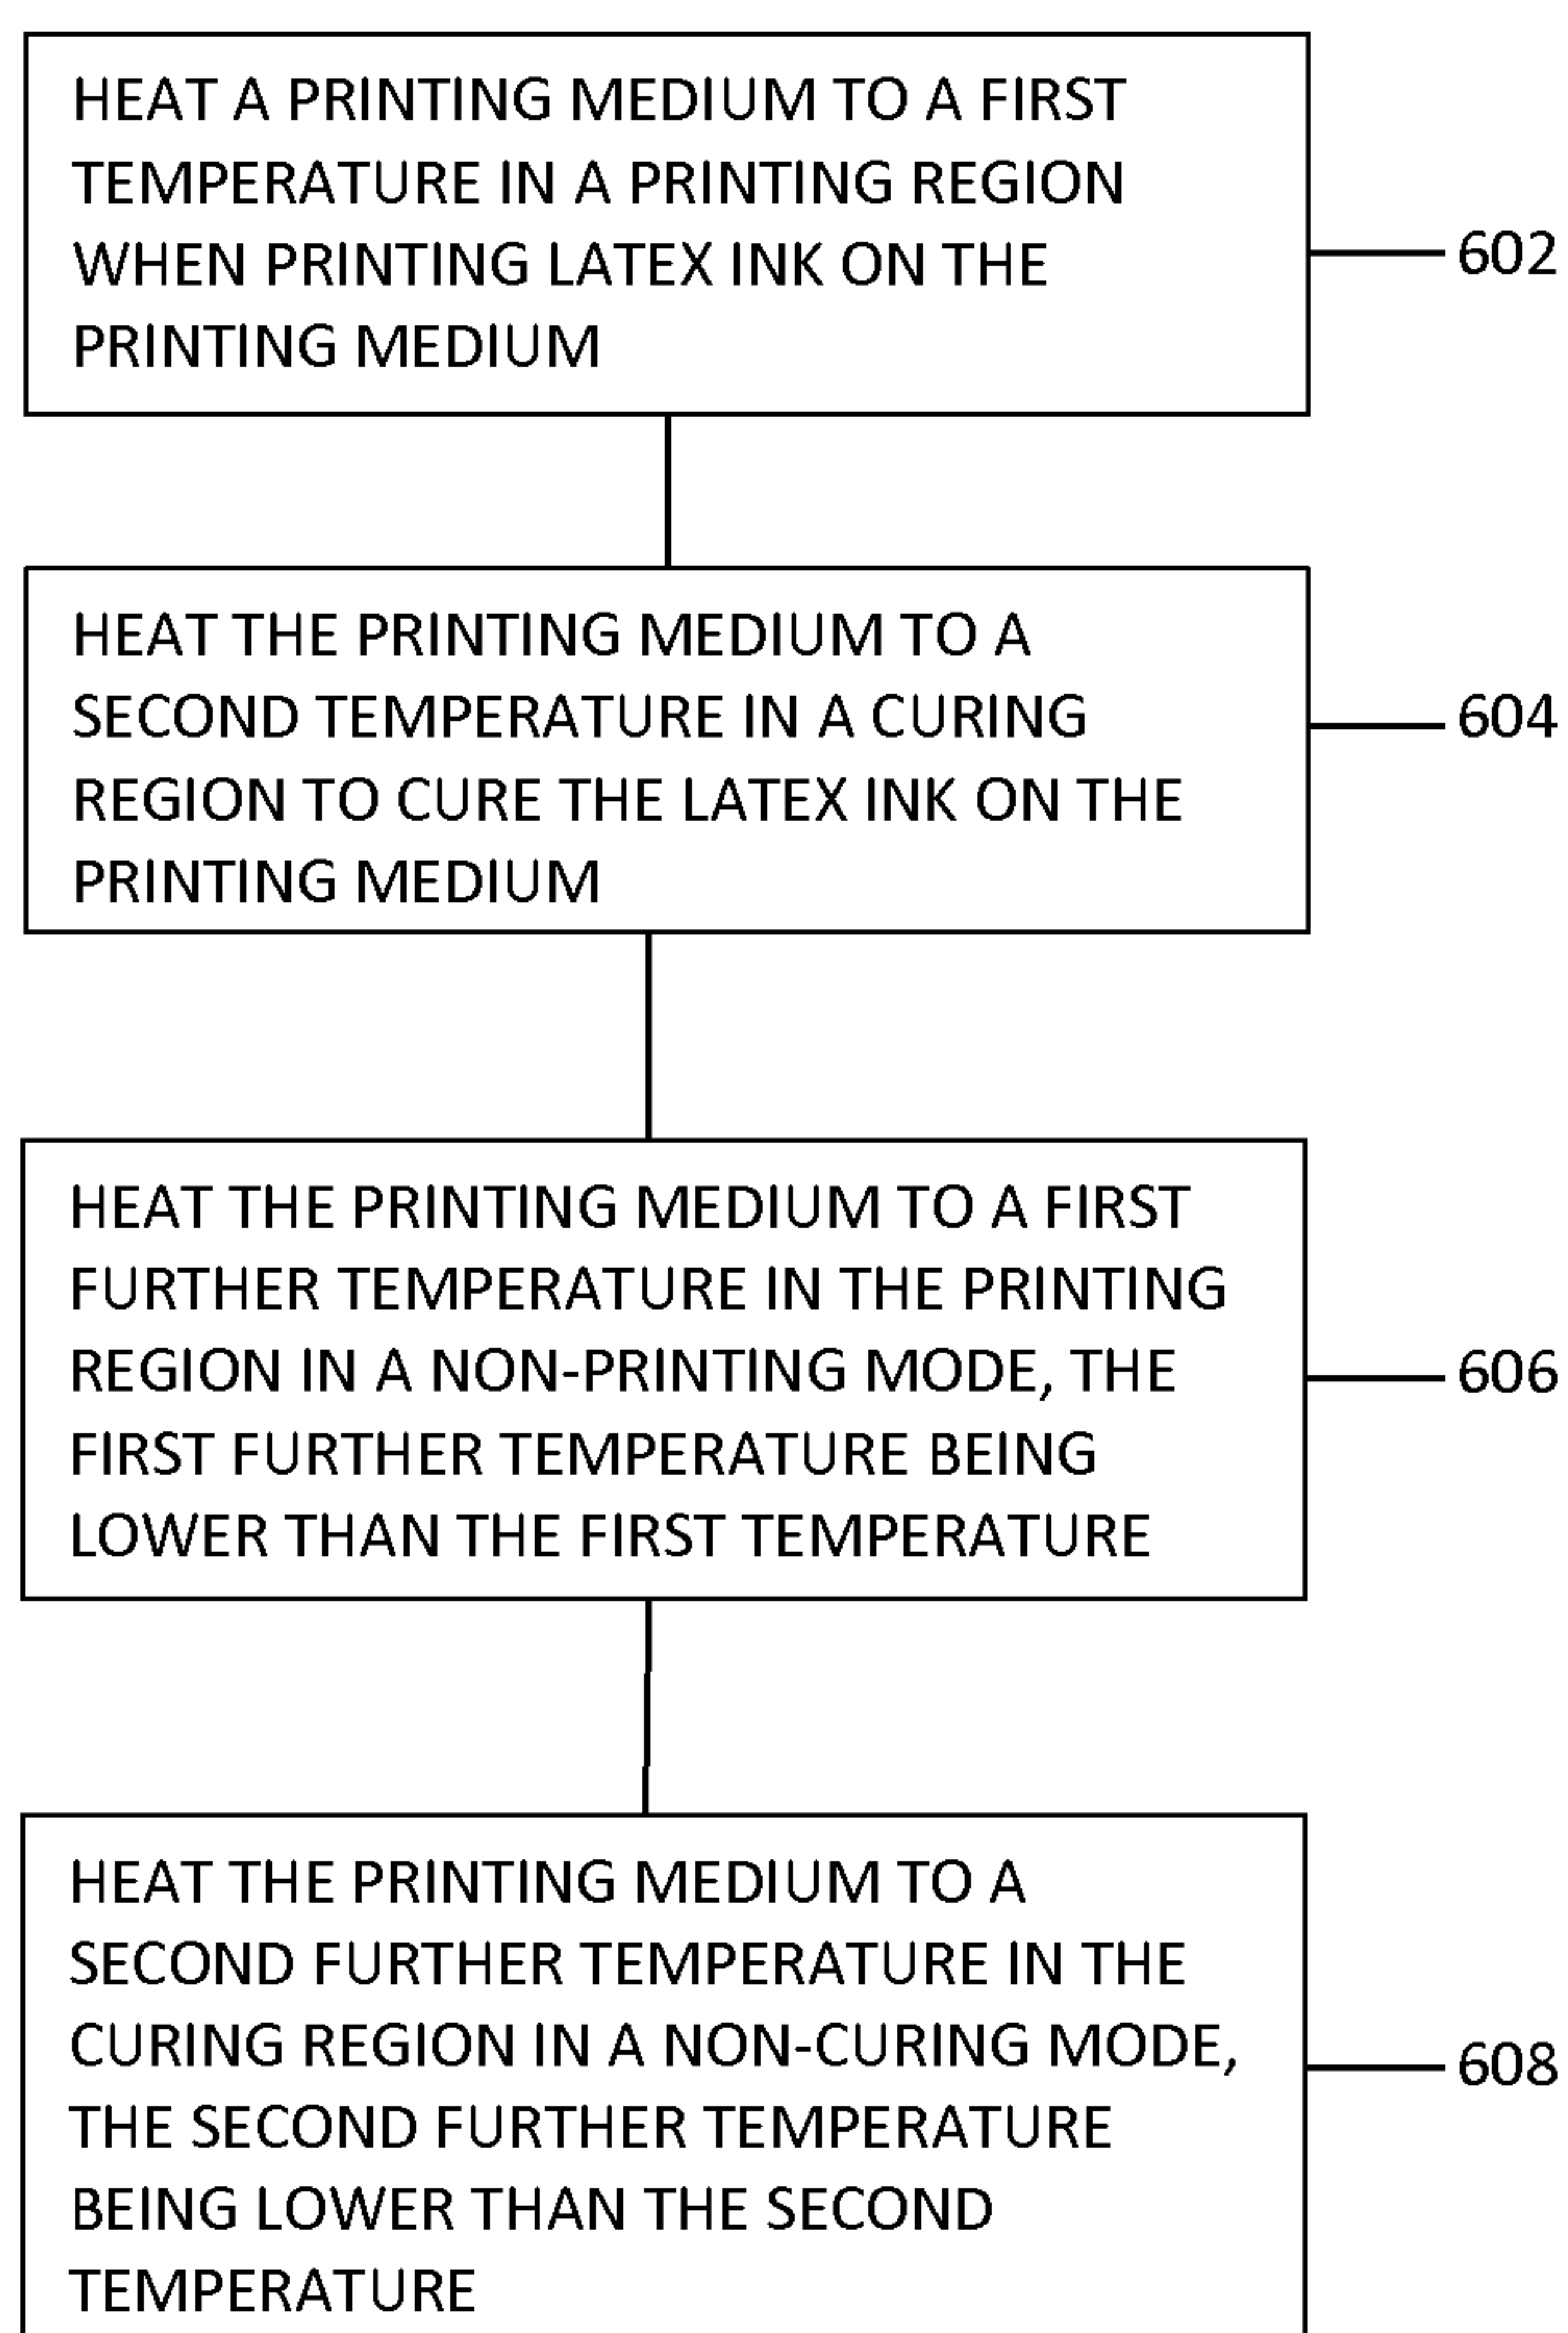 HEAT A PRINTING MEDIUM TO A FIRST
TEMPERATURE IN A PRINTING REGION
WHEN PRINTING LATEX INK ON THE
PRINTING MEDIUM
602
HEAT THE PRINTING MEDIUM TO A
SECOND TEMPERATURE IN A CURING
REGION TO CURE THE LATEX INK ON THE
PRINTING MEDIUM
604
HEAT THE PRINTING MEDIUM TO A FIRST
FURTHER TEMPERATURE IN THE PRINTING
REGION IN A NON-PRINTING MODE, THE
FIRST FURTHER TEMPERATURE BEING
LOWER THAN THE FIRST TEMPERATURE
606
HEAT THE PRINTING MEDIUM TO A
SECOND FURTHER TEMPERATURE IN THE
CURING REGION IN A NON-CURING MODE,
THE SECOND FURTHER TEMPERATURE
BEING LOWER THAN THE SECOND
TEMPERATURE
608